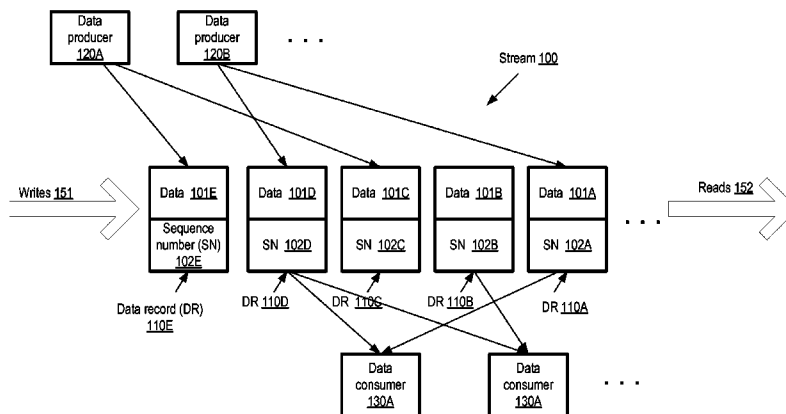 Data producer 120A
Data producer 120B
. . .
Stream 100
Writes 151
Data 101E
Data 101D
Data 101C
Data 101B
Data 101A
Reads 152
Sequence number (SN) 102E
SN 102D
SN 102C
SN 102B
SN 102A
. . .
Data record (DR) 110E
DR 110D
DR 110C
DR 110B
DR 110A
Data consumer 130A
Data consumer 130A
. . .